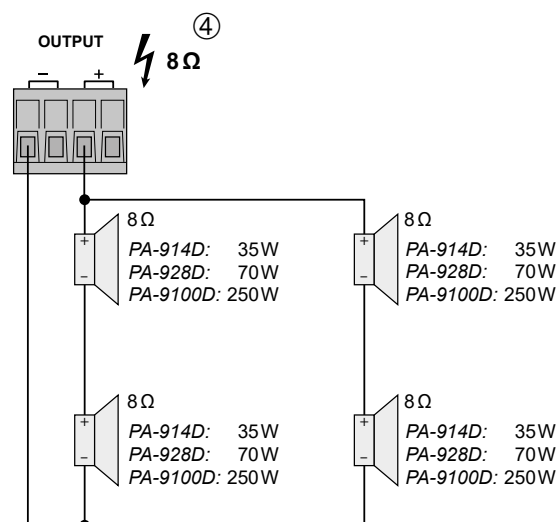 ④
OUTPUT
8 Ω
− +
8 Ω
+ PA-914D: 35 W
PA-928D: 70 W
− PA-9100D: 250 W
8 Ω
+ PA-914D: 35 W
PA-928D: 70 W
− PA-9100D: 250 W
8 Ω
+ PA-914D: 35 W
PA-928D: 70 W
− PA-9100D: 250 W
8 Ω
+ PA-914D: 35 W
PA-928D: 70 W
− PA-9100D: 250 W